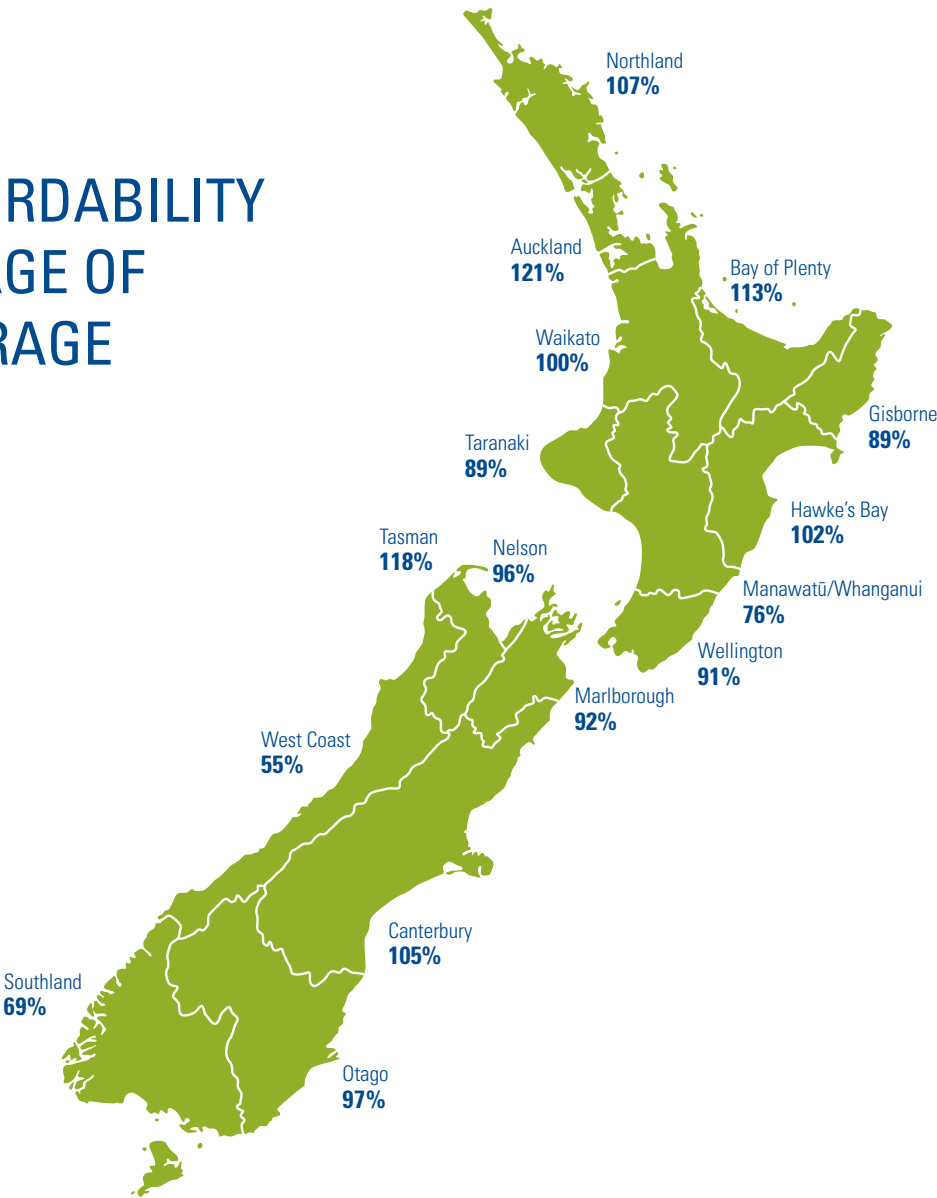 RDABILITY
AGE OF
RAGE
Northland
107%
Auckland
121%
Bay of Plenty
113%
Waikato
100%
Gisborne
89%
Taranaki
89%
Hawke's Bay
102%
Tasman
118%
Nelson
96%
Manawatū/Whanganui
76%
Wellington
91%
Marlborough
92%
West Coast
55%
Canterbury
105%
Southland
69%
Otago
97%